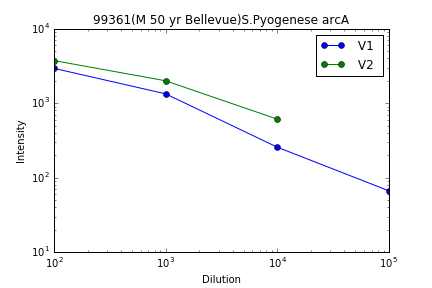 99361(M 50 yr Bellevue)S.Pyogenese arcA
10^4
10^3
10^2
10^1
Intensity
V1
V2
10^2 10^3 10^4 10^5
Dilution